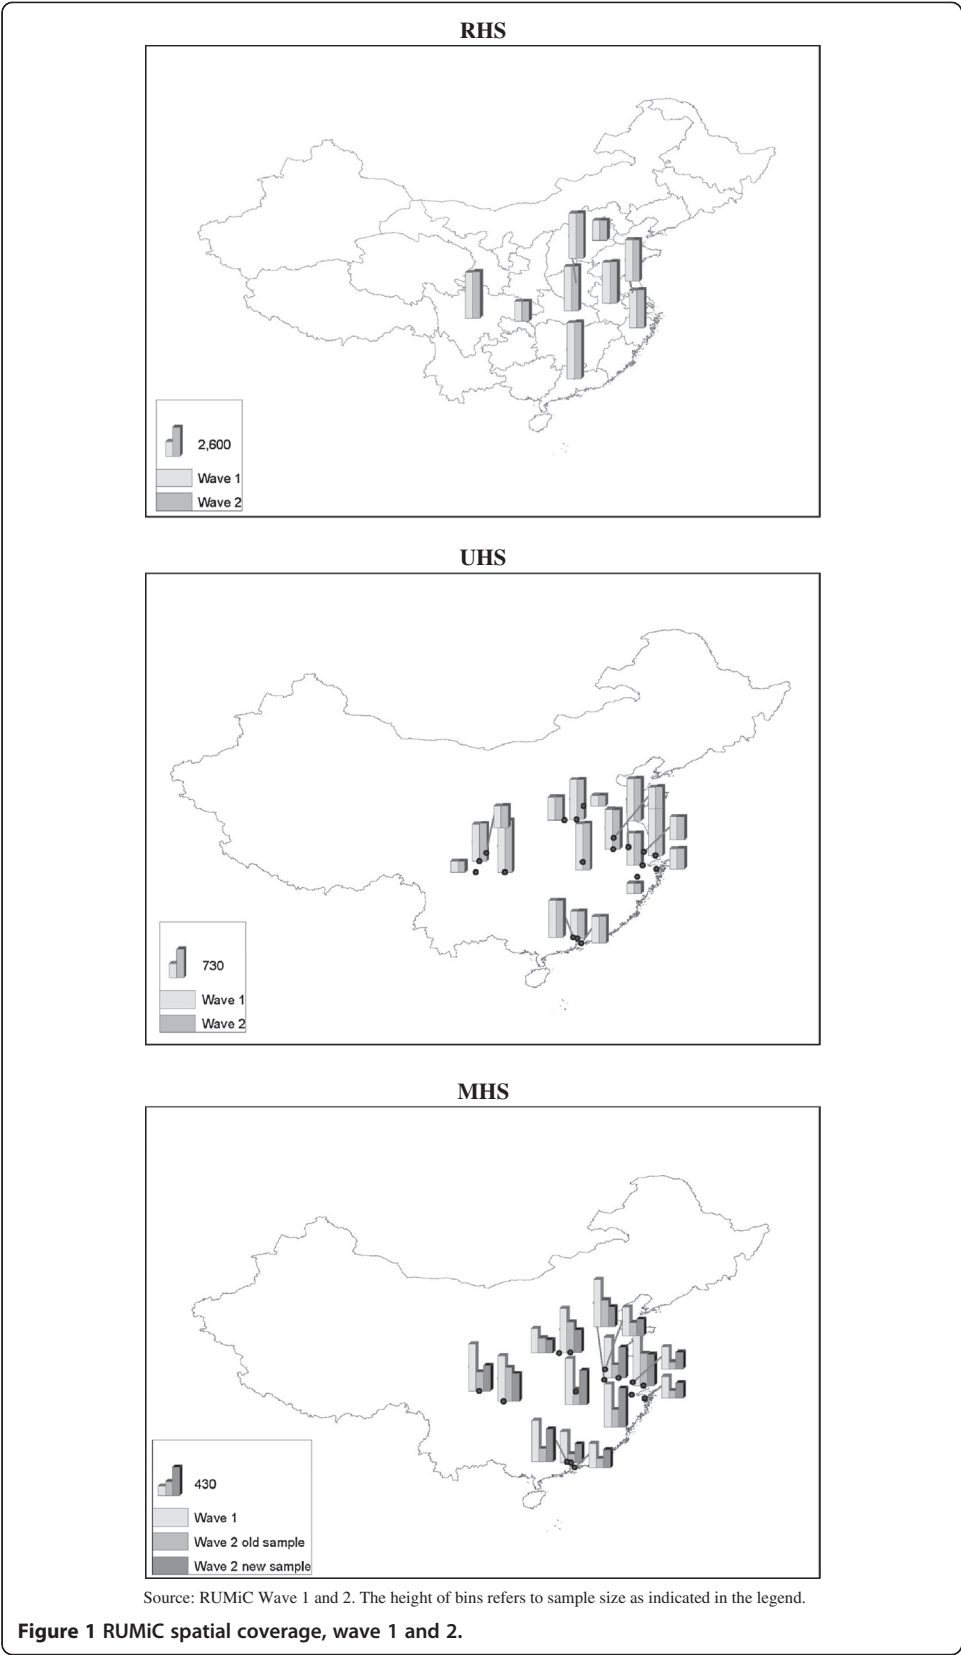 RHS
2,600
Wave 1
Wave 2
UHS
730
Wave 1
Wave 2
MHS
430
Wave 1
Wave 2 old sample
Wave 2 new sample
Source: RUMiC Wave 1 and 2. The height of bins refers to sample size as indicated in the legend.
Figure 1 RUMiC spatial coverage, wave 1 and 2.